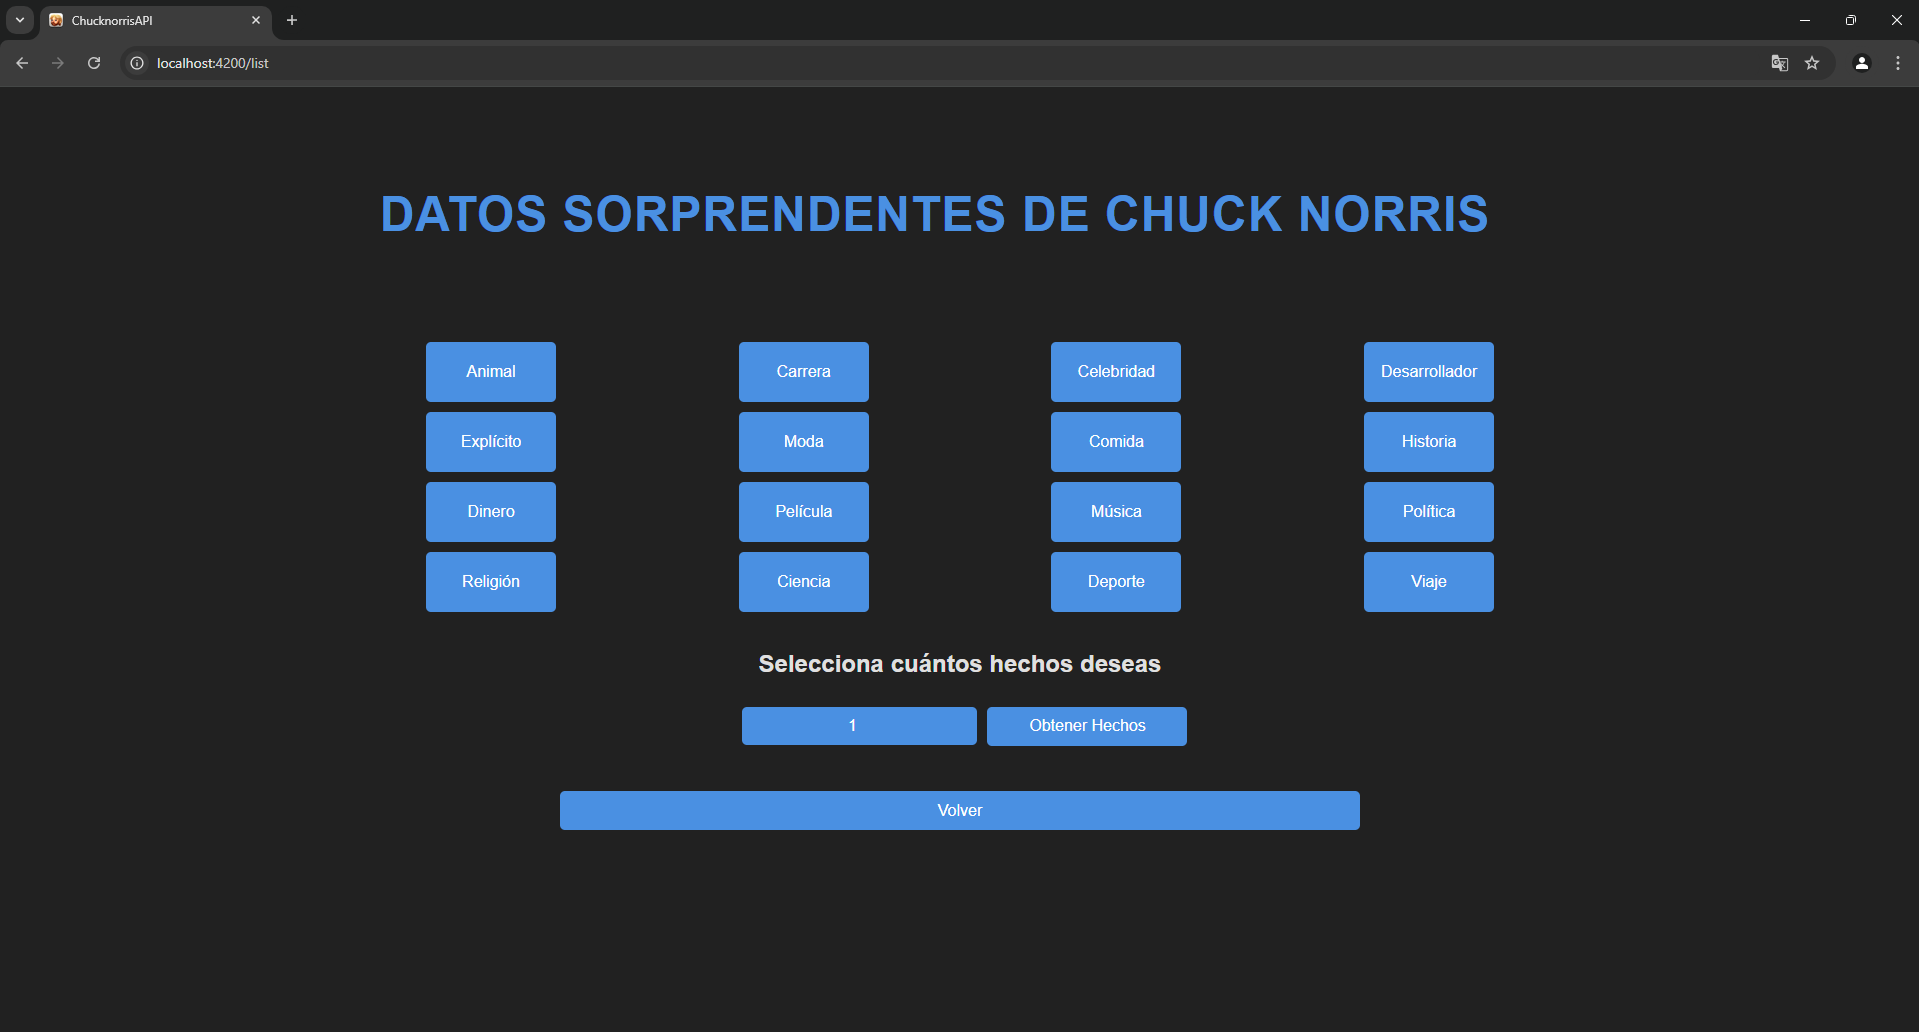 ChucknorrisAPI
localhost:4200/list
DATOS SORPRENDENTES DE CHUCK NORRIS
Animal Carrera Celebridad Desarrollador
Explícito Moda Comida Historia
Dinero Película Música Política
Religión Ciencia Deporte Viaje
Selecciona cuántos hechos deseas
1 Obtener Hechos
Volver